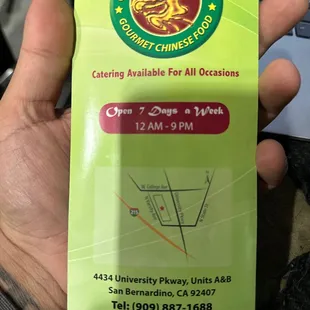 GOURMET CHINESE FOOD
Catering Available For All Occasions
Open 7 Days a Week
12 AM - 9 PM
4434 University Pkway, Units A&B
San Bernardino, CA 92407
Tel: (909) 887-1688